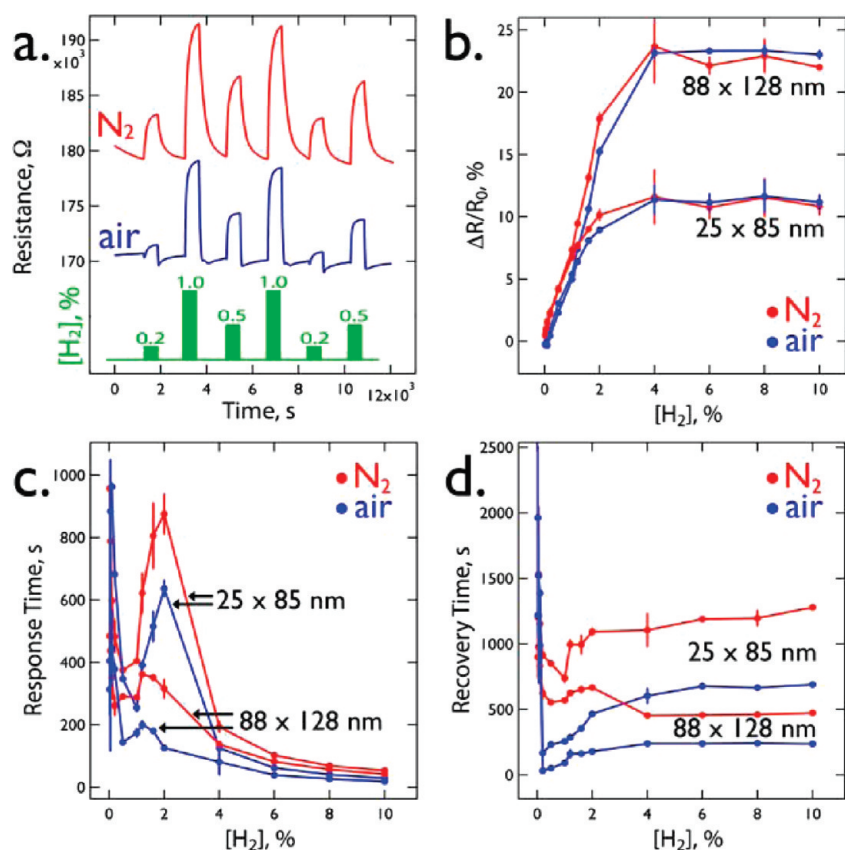 a.
190
×10³
185
180
175
170
Resistance, Ω
N₂
air
[H₂], %
0.2
1.0
0.5
1.0
0.2
0.5
0 2 4 6 8 10 12×10³
Time, s
b.
25
20
15
10
5
0
ΔR/R₀, %
88 x 128 nm
25 x 85 nm
N₂
air
0 2 4 6 8 10
[H₂], %
c.
1000
800
600
400
200
0
Response Time, s
N₂
air
25 x 85 nm
88 x 128 nm
0 2 4 6 8 10
[H₂], %
d.
2500
2000
1500
1000
500
0
Recovery Time, s
N₂
air
25 x 85 nm
88 x 128 nm
0 2 4 6 8 10
[H₂], %